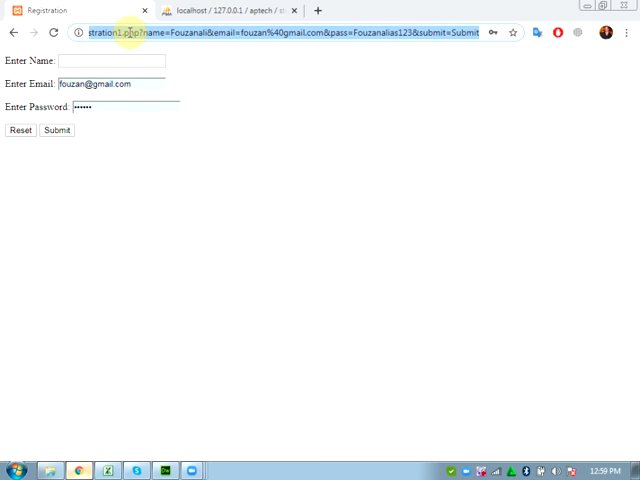 Registration
localhost / 127.0.0.1 / aptech / st
stration1.php?name=Fouzanali&email=fouzan%40gmail.com&pass=Fouzanalias123&submit=Submit
Enter Name:
Enter Email: fouzan@gmail.com
Enter Password: ••••••
Reset Submit
12:59 PM